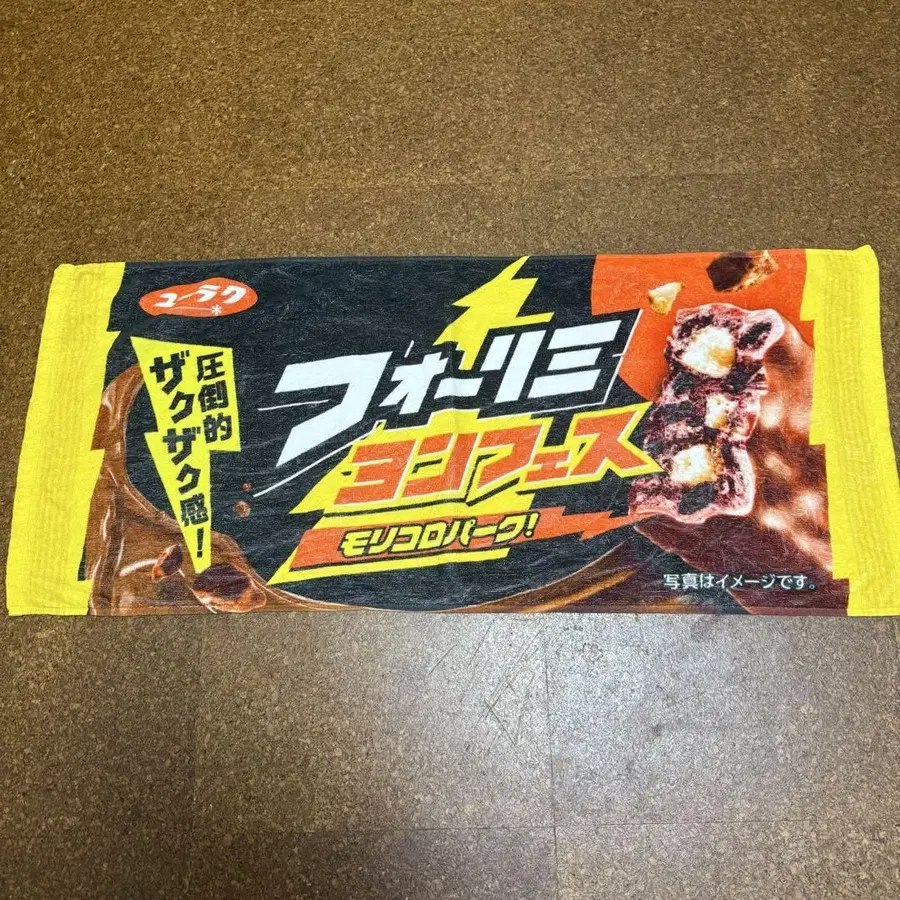 ユーラク
圧倒的
ザクザク感!
フォーリミ
ヨンフェス
モリコロパーク!
写真はイメージです。